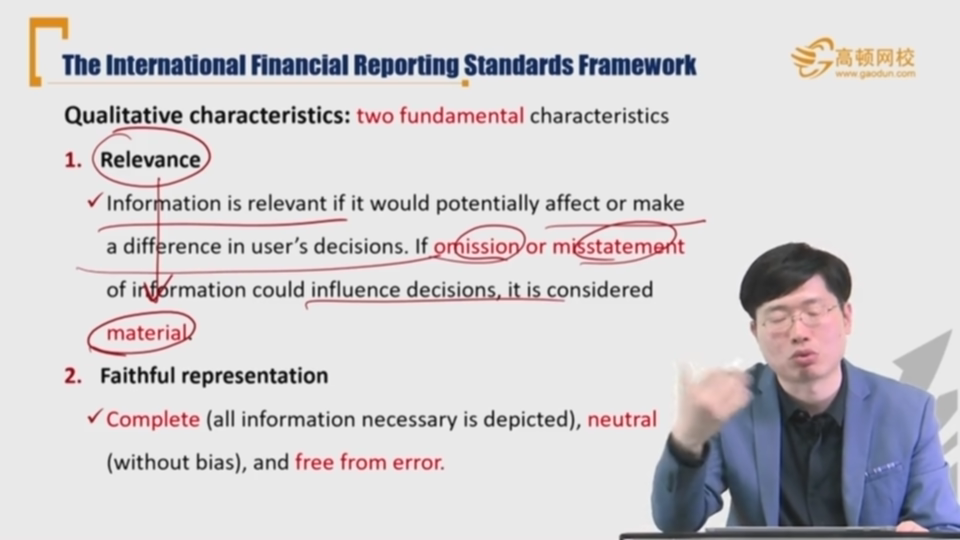 The International Financial Reporting Standards Framework
高顿网校
www.gaodun.com
Qualitative characteristics: two fundamental characteristics
1. Relevance
✓Information is relevant if it would potentially affect or make
a difference in user's decisions. If omission or misstatement
of information could influence decisions, it is considered
material.
2. Faithful representation
✓Complete (all information necessary is depicted), neutral
(without bias), and free from error.